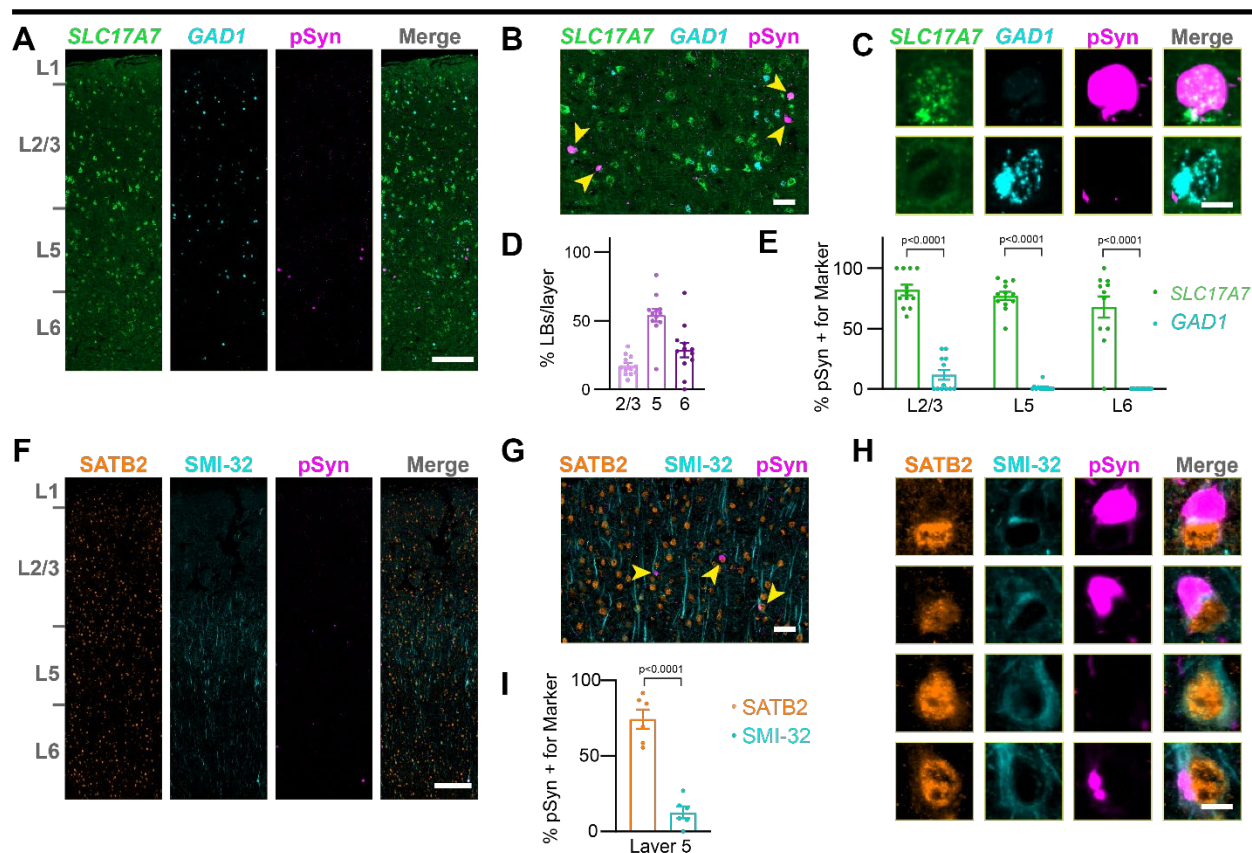 A
SLC17A7 GAD1 pSyn Merge
L1
L2/3
L5
L6
B
SLC17A7 GAD1 pSyn
C
SLC17A7 GAD1 pSyn Merge
D
% LBs/layer
100
50
0
2/3 5 6
E
% pSyn + for Marker
100
50
0
p<0.0001 p<0.0001 p<0.0001
SLC17A7
GAD1
L2/3 L5 L6
F
SATB2 SMI-32 pSyn Merge
L1
L2/3
L5
L6
G
SATB2 SMI-32 pSyn
H
SATB2 SMI-32 pSyn Merge
I
% pSyn + for Marker
100
50
0
p<0.0001
SATB2
SMI-32
Laver 5